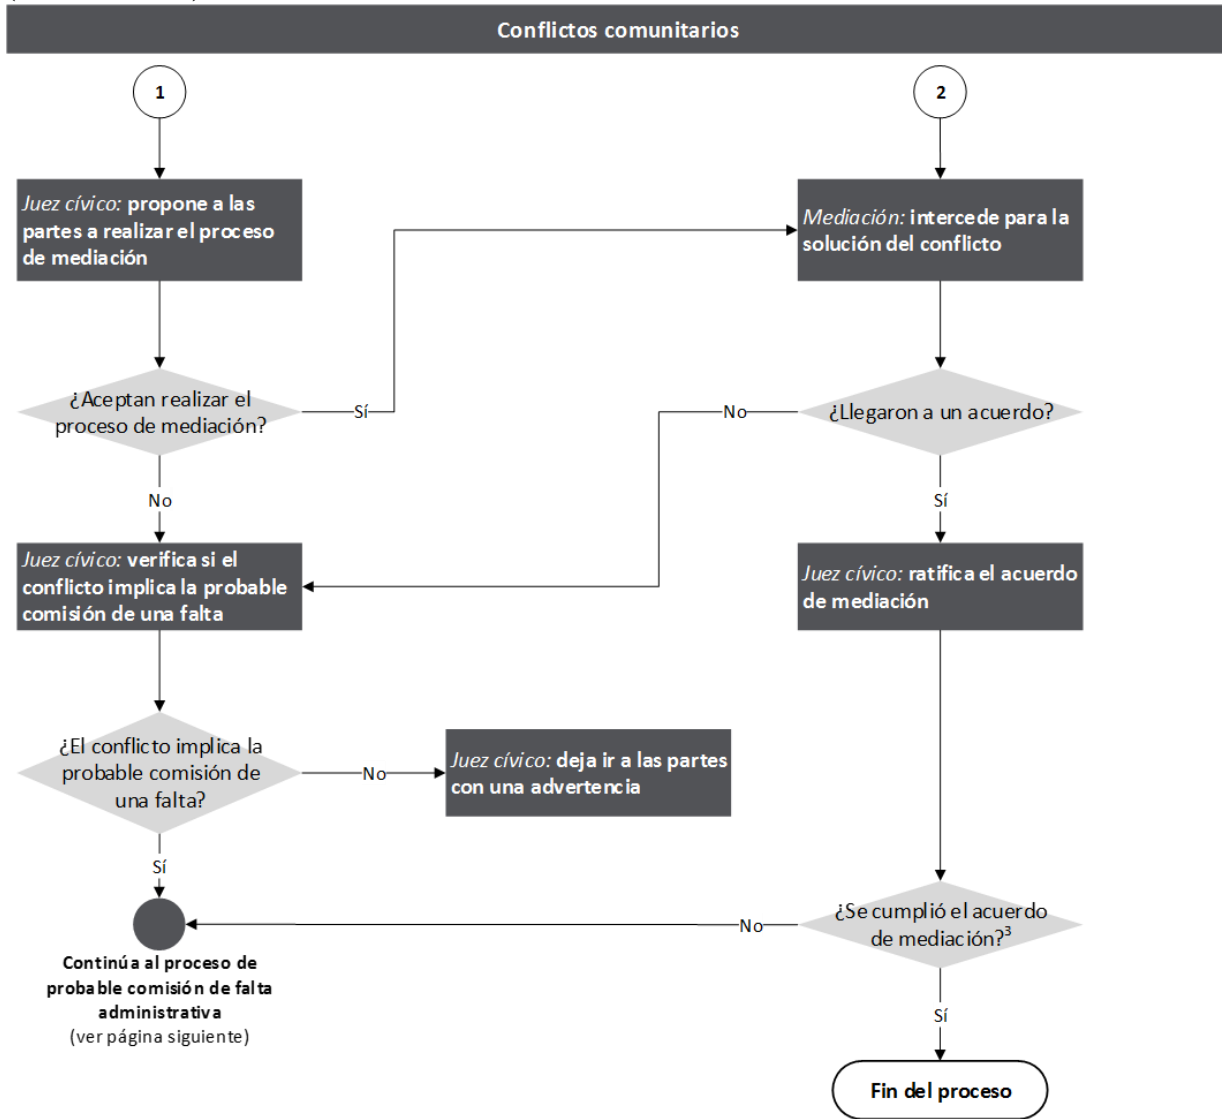 Conflictos comunitarios
1
2
Juez cívico: propone a las
partes a realizar el proceso
de mediación
Mediación: intercede para la
solución del conflicto
¿Aceptan realizar el
proceso de mediación?
Sí
No
¿Llegaron a un acuerdo?
No
Sí
Juez cívico: verifica si el
conflicto implica la probable
comisión de una falta
Juez cívico: ratifica el acuerdo
de mediación
¿El conflicto implica la
probable comisión de
una falta?
No
Juez cívico: deja ir a las partes
con una advertencia
Sí
¿Se cumplió el acuerdo
de mediación?³
No
Continúa al proceso de
probable comisión de falta
administrativa
(ver página siguiente)
Sí
Fin del proceso